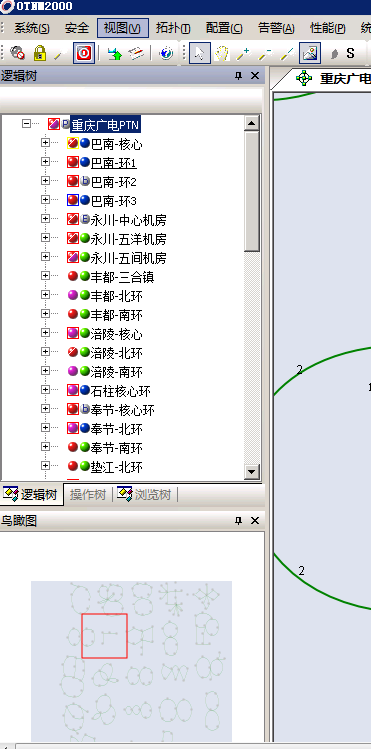 OTNM2000
系统(S) 安全 视图(V) 拓扑(T) 配置(C) 告警(A) 性能(P) 统
S
逻辑树
重庆广电
重庆广电PTN
巴南-核心
巴南-环1
巴南-环2
巴南-环3
永川-中心机房
永川-五洋机房
永川-五间机房
丰都-三合镇
丰都-北环
丰都-南环
涪陵-核心
涪陵-北环
涪陵-南环
石柱核心环
奉节-核心环
奉节-北环
奉节-南环
垫江-北环
2
1
2
逻辑树 操作树 浏览树
鸟瞰图